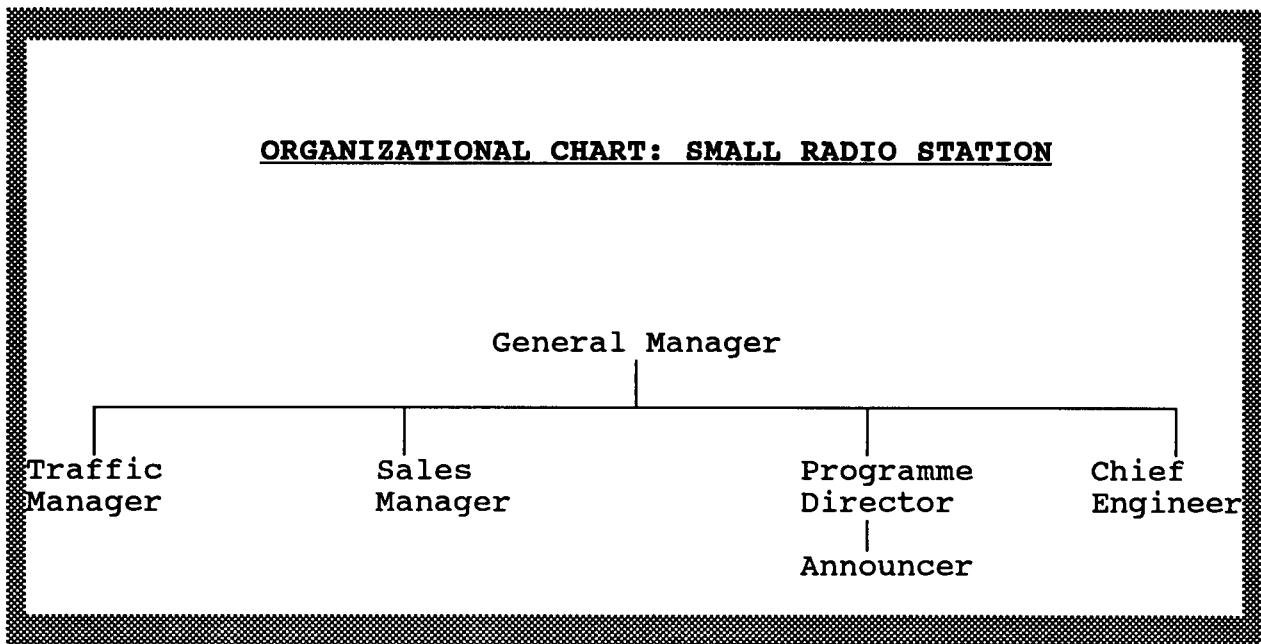 ORGANIZATIONAL CHART: SMALL RADIO STATION
General Manager
Traffic
Manager
Sales
Manager
Programme
Director
Announcer
Chief
Engineer